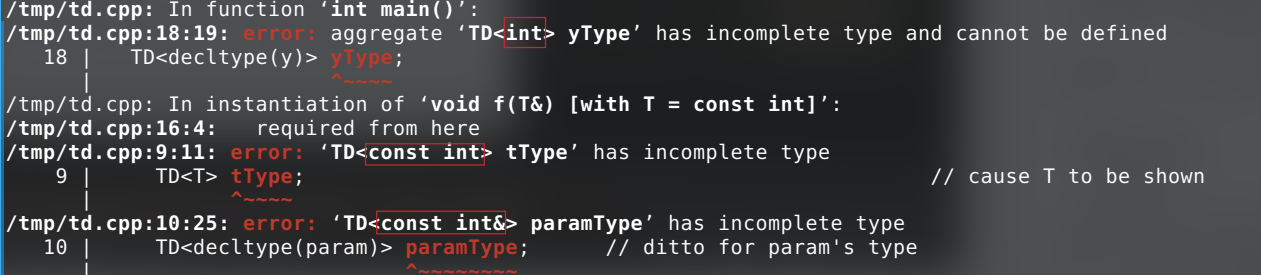 /tmp/td.cpp: In function ‘int main()’:
/tmp/td.cpp:18:19: error: aggregate ‘TD<int> yType’ has incomplete type and cannot be defined
18 | TD<decltype(y)> yType;
| ^~~~~
/tmp/td.cpp: In instantiation of ‘void f(T&) [with T = const int]’:
/tmp/td.cpp:16:4: required from here
/tmp/td.cpp:9:11: error: ‘TD<const int> tType’ has incomplete type
9 | TD<T> tType; // cause T to be shown
| ^~~~~
/tmp/td.cpp:10:25: error: ‘TD<const int&> paramType’ has incomplete type
10 | TD<decltype(param)> paramType; // ditto for param's type
| ^~~~~~~~~